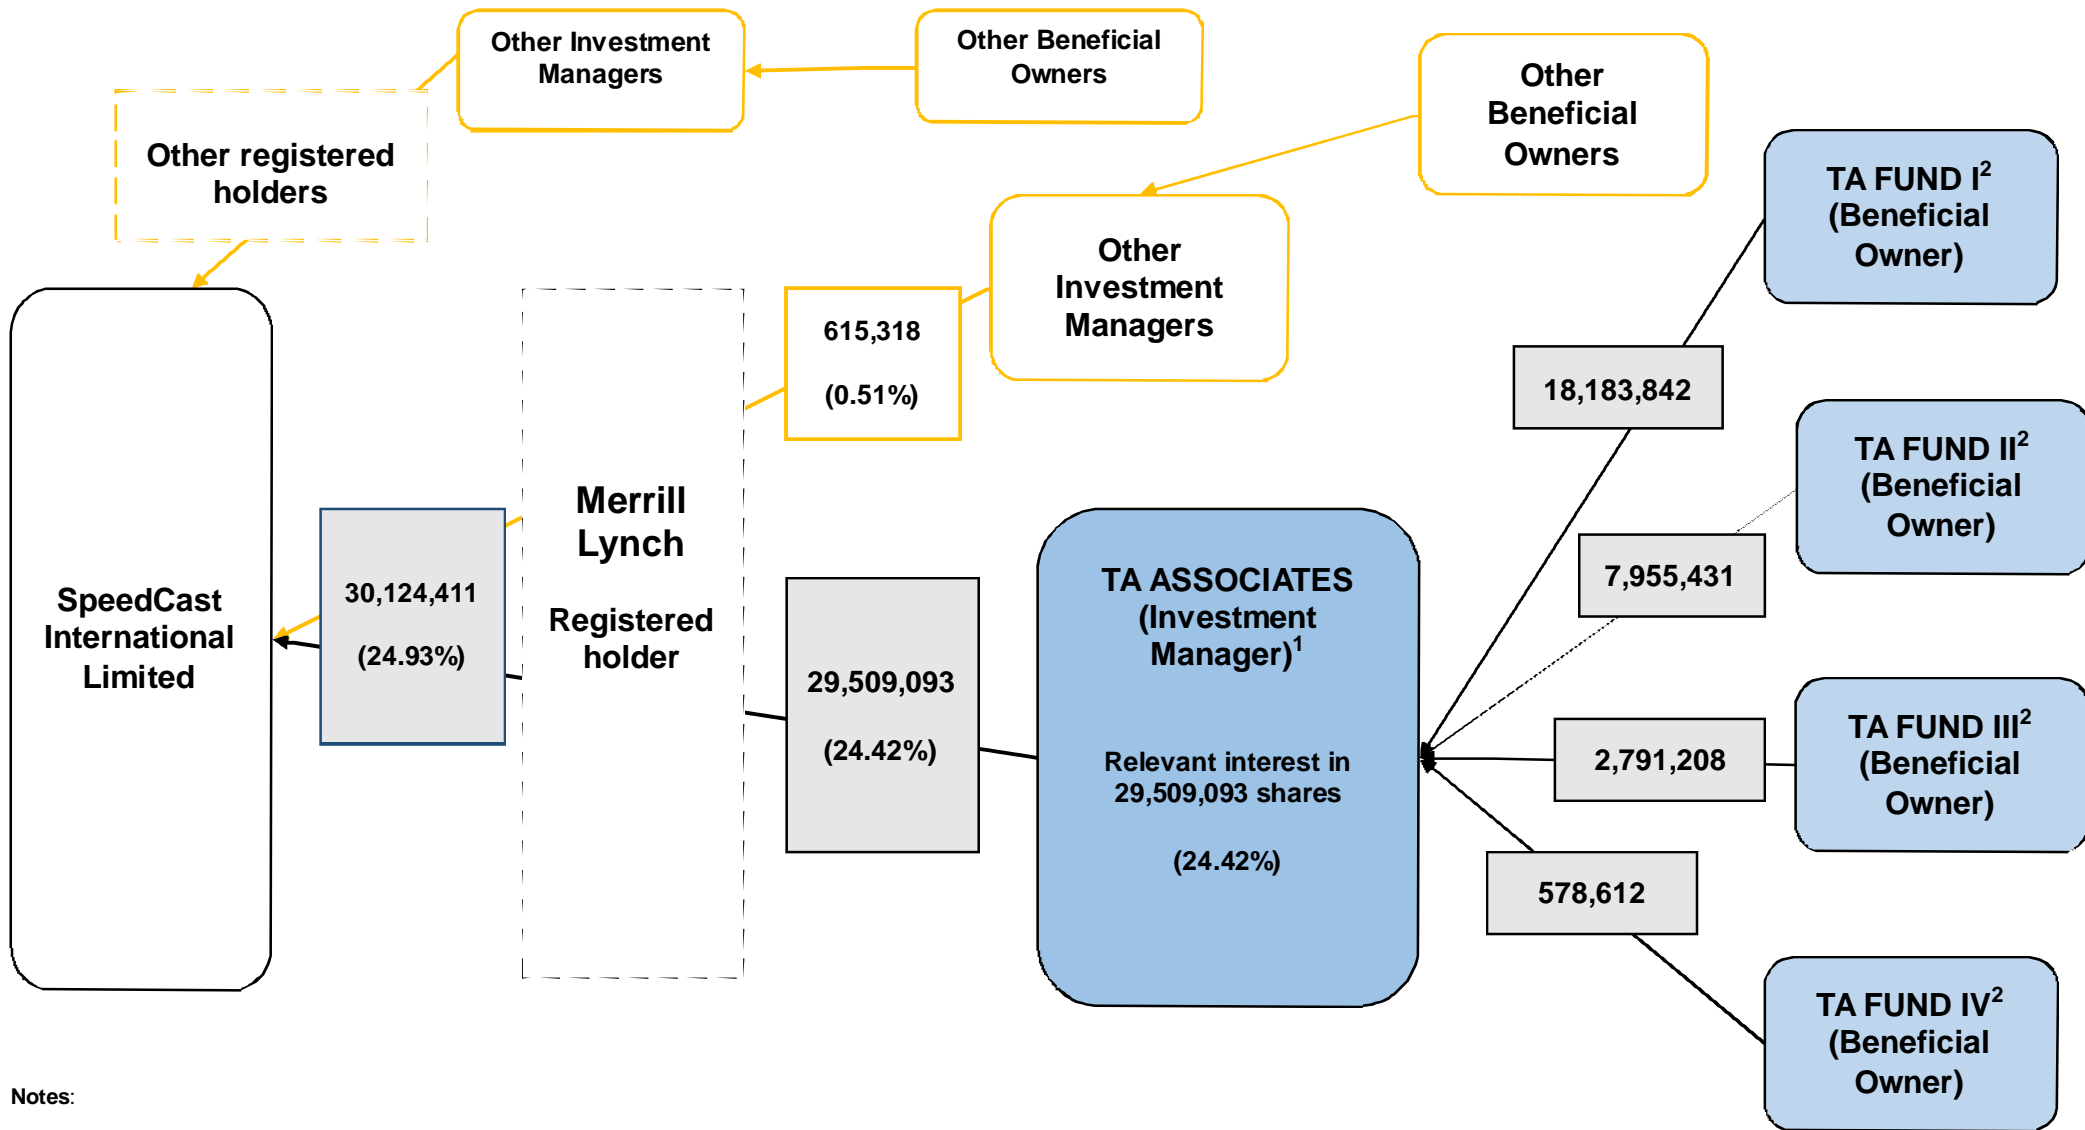 Other Investment
Managers
Other Beneficial
Owners
Other
Beneficial
Owners
Other registered
holders
TA FUND I²
(Beneficial
Owner)
Other
Investment
Managers
615,318
(0.51%)
18,183,842
TA FUND II²
(Beneficial
Owner)
Merrill
Lynch
Registered
holder
30,124,411
(24.93%)
SpeedCast
International
Limited
7,955,431
TA ASSOCIATES
(Investment
Manager)¹
Relevant interest in
29,509,093 shares
(24.42%)
29,509,093
(24.42%)
TA FUND III²
(Beneficial
Owner)
2,791,208
578,612
TA FUND IV²
(Beneficial
Owner)
Notes: